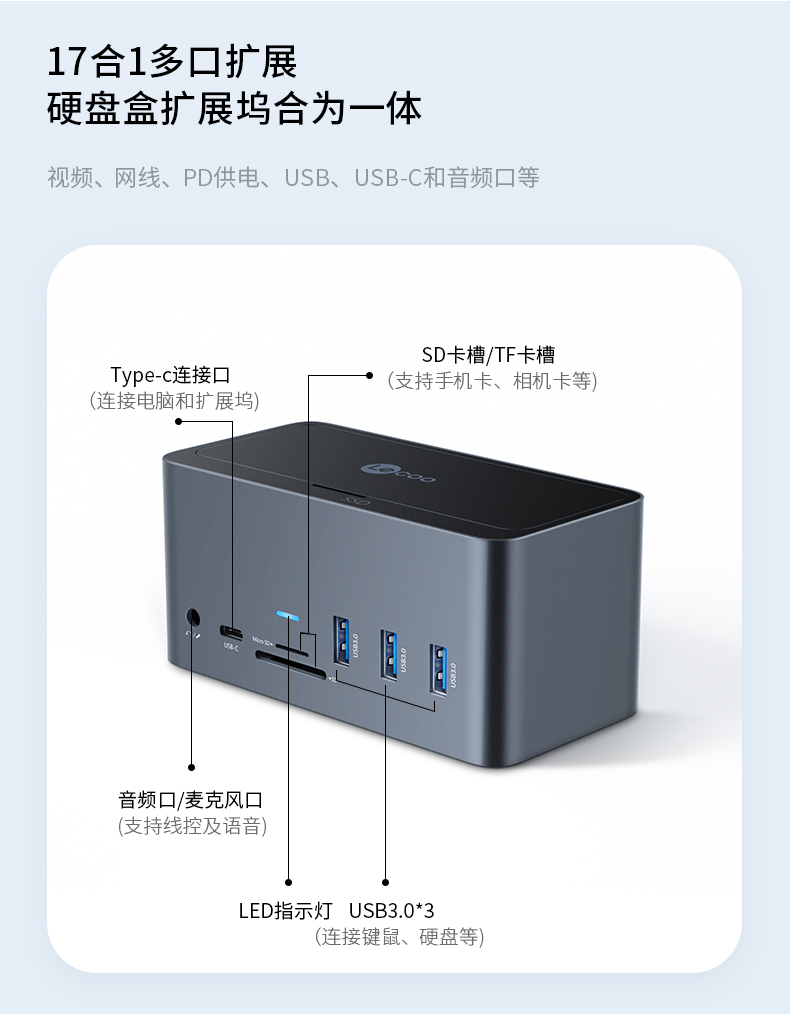 17合1多口扩展
硬盘盒扩展坞合为一体
视频、网线、PD供电、USB、USB-C和音频口等
SD卡槽/TF卡槽
(支持手机卡、相机卡等)
Type-c连接口
(连接电脑和扩展坞)
Lecoo
SSD
USB-C
Micro SD
SD
USB3.0
USB3.0
USB3.0
音频口/麦克风口
(支持线控及语音)
LED指示灯 USB3.0*3
(连接键鼠、硬盘等)